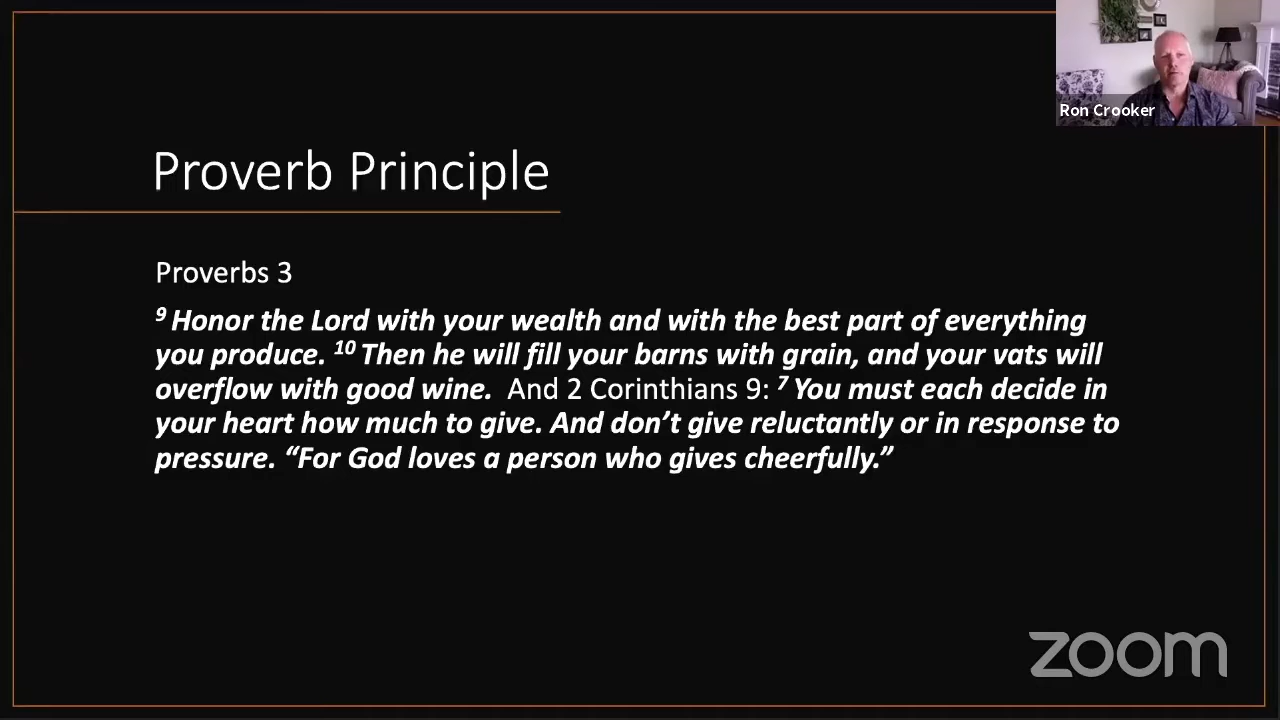 Ron Crooker
Proverb Principle
Proverbs 3
⁹ Honor the Lord with your wealth and with the best part of everything
you produce. ¹⁰ Then he will fill your barns with grain, and your vats will
overflow with good wine. And 2 Corinthians 9: ⁷ You must each decide in
your heart how much to give. And don’t give reluctantly or in response to
pressure. “For God loves a person who gives cheerfully.”
zoom